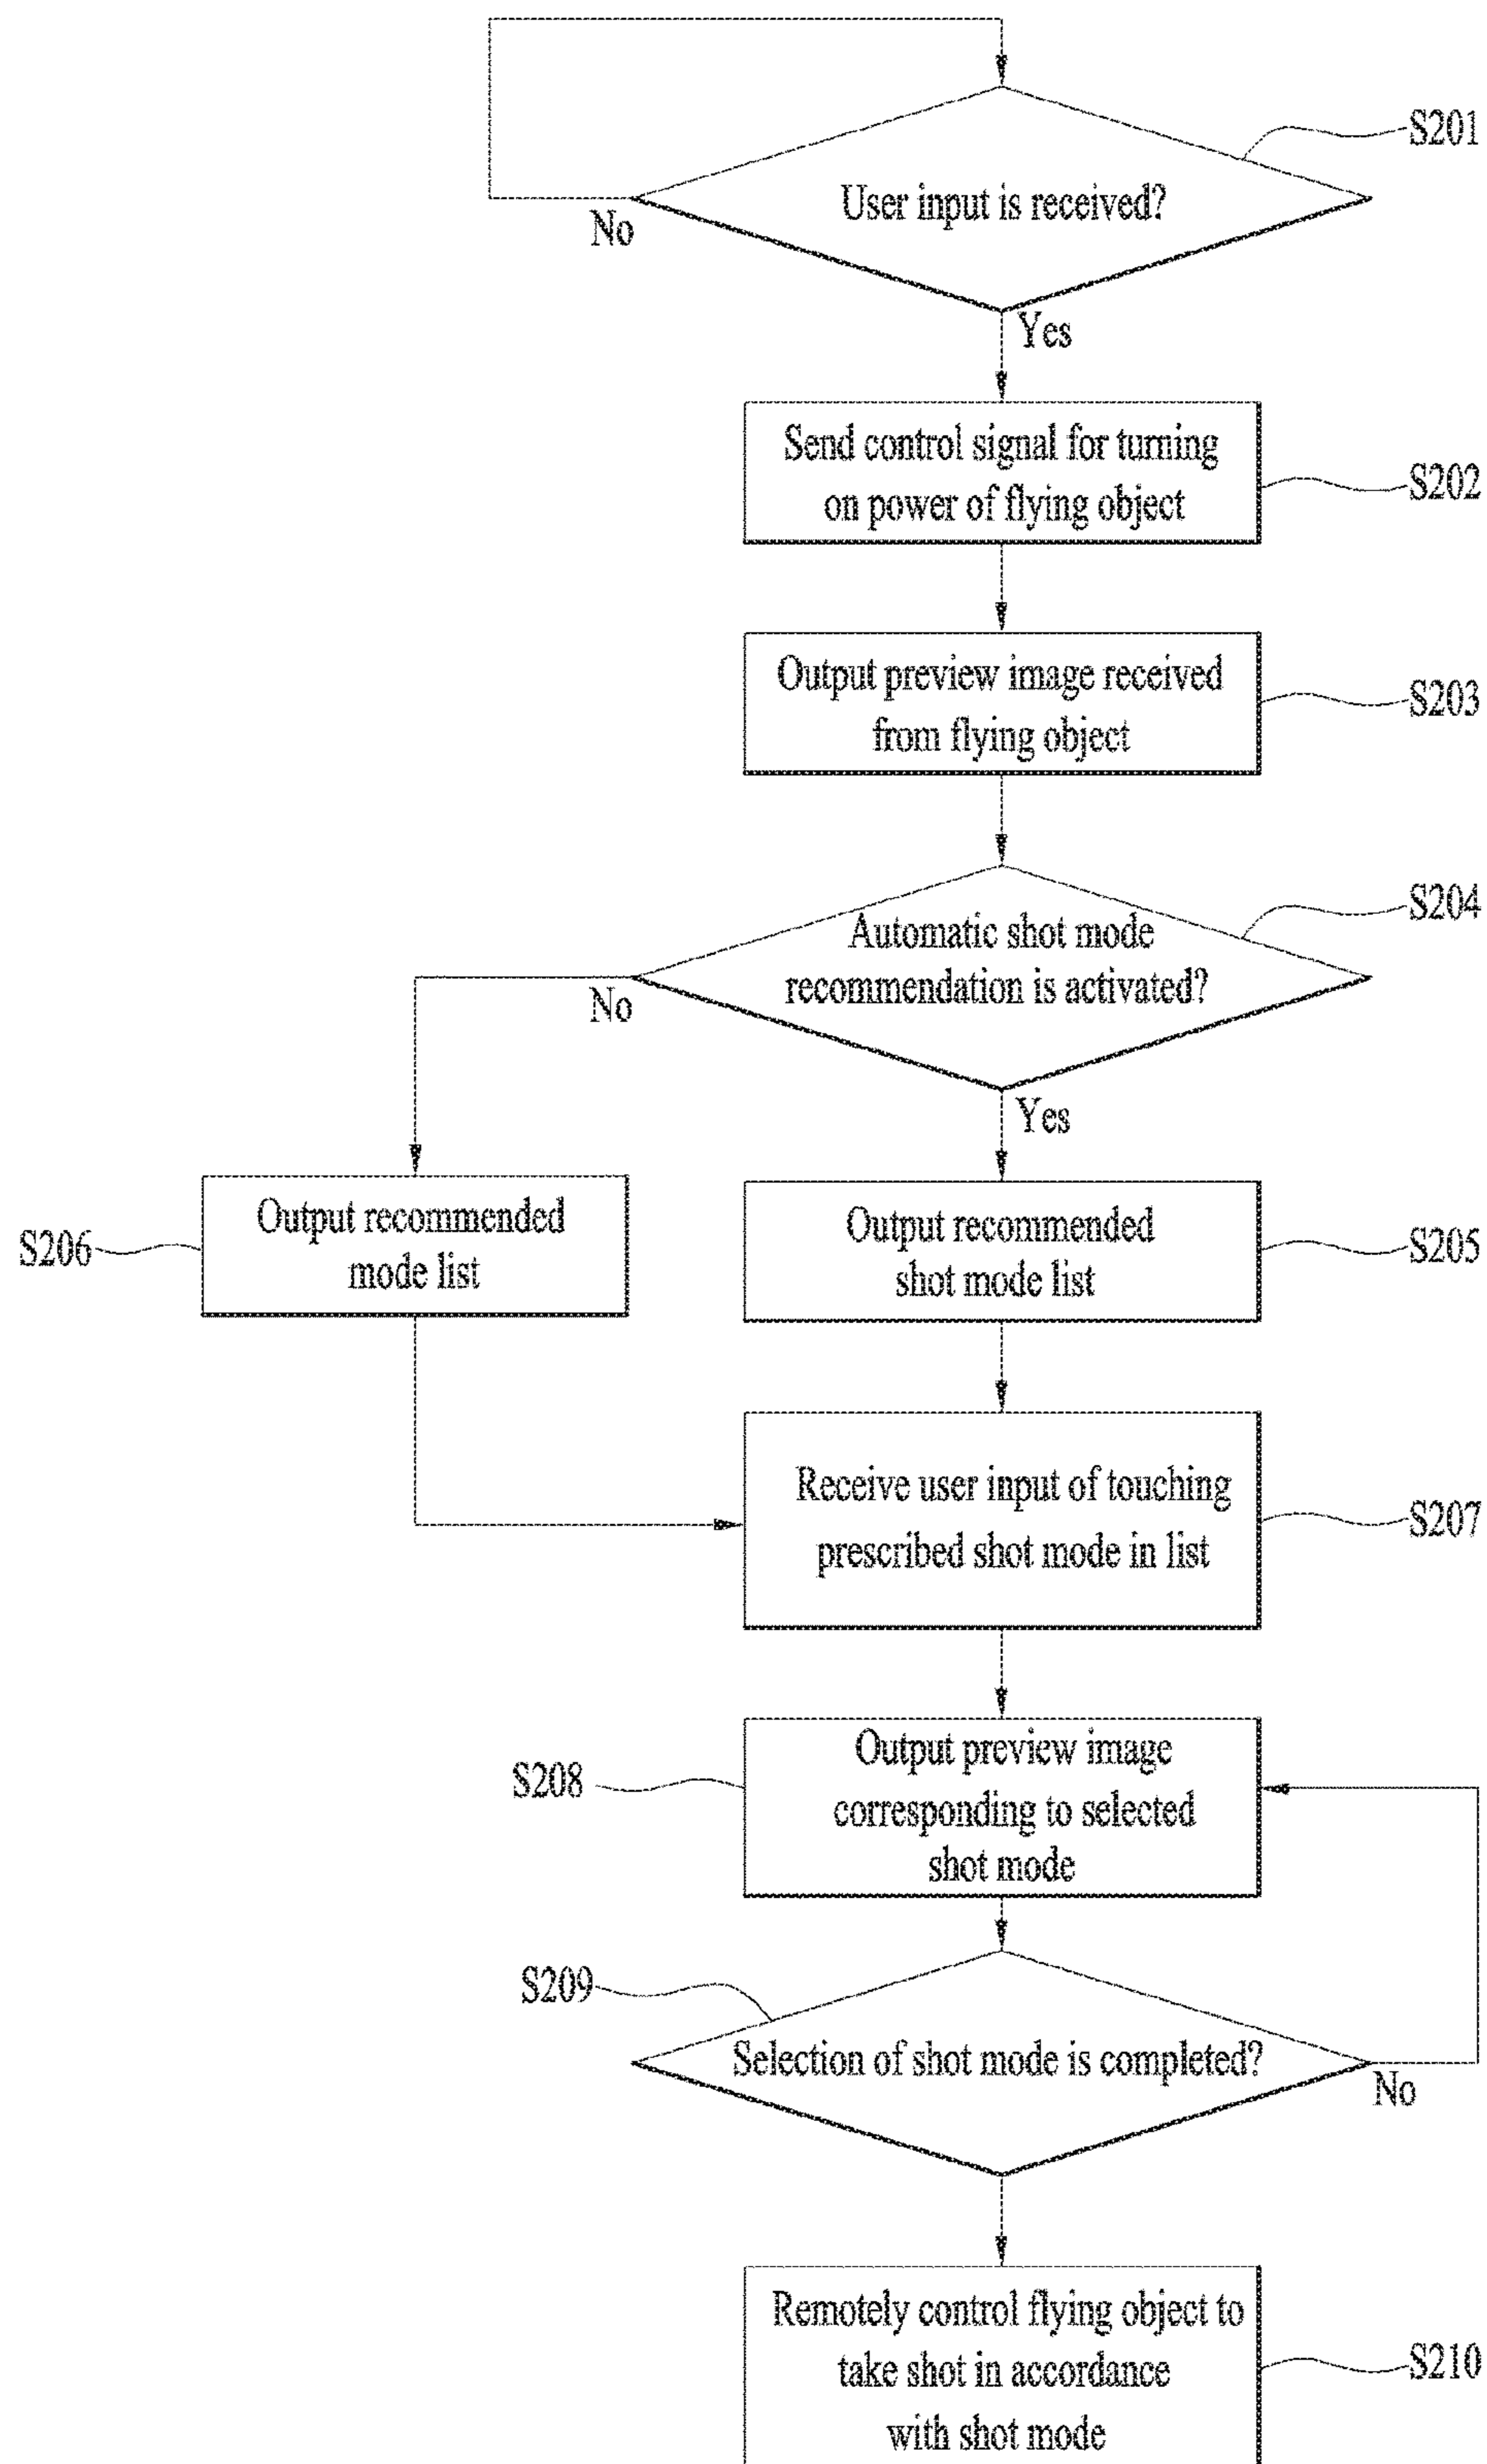 S201
User input is received?
No
Yes
Send control signal for turning
on power of flying object
S202
Output preview image received
from flying object
S203
S204
Automatic shot mode
recommendation is activated?
No
Yes
S206
Output recommended
mode list
Output recommended
shot mode list
S205
Receive user input of touching
prescribed shot mode in list
S207
S208
Output preview image
corresponding to selected
shot mode
S209
Selection of shot mode is completed?
No
Remotely control flying object to
take shot in accordance
with shot mode
S210